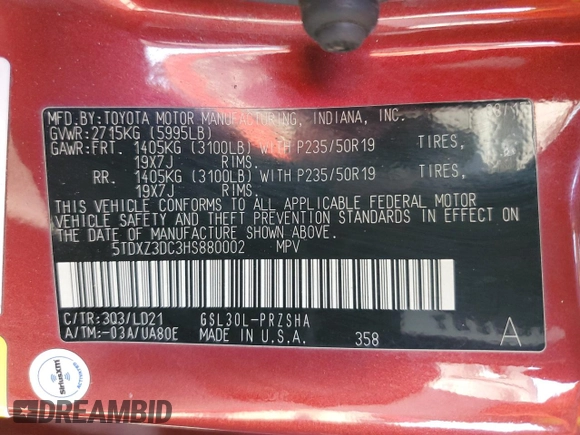 MFD.BY:TOYOTA MOTOR MANUFACTURING, INDIANA, INC.
GVWR:2715KG (5995LB)
GAWR:FRT. 1405KG (3100LB) WITH P235/50R19 TIRES,
19X7J RIMS.
RR. 1405KG (3100LB) WITH P235/50R19 TIRES,
19X7J RIMS.
THIS VEHICLE CONFORMS TO ALL APPLICABLE FEDERAL MOTOR
VEHICLE SAFETY AND THEFT PREVENTION STANDARDS IN EFFECT ON
THE DATE OF MANUFACTURE SHOWN ABOVE.
5TDXZ3DC3HS880002 MPV
C/TR:3Q3/LD21 GSL30L-PRZSHA
A/TM:-03A/UA80E MADE IN U.S.A. 358 A
siriusxm
DREAMBID